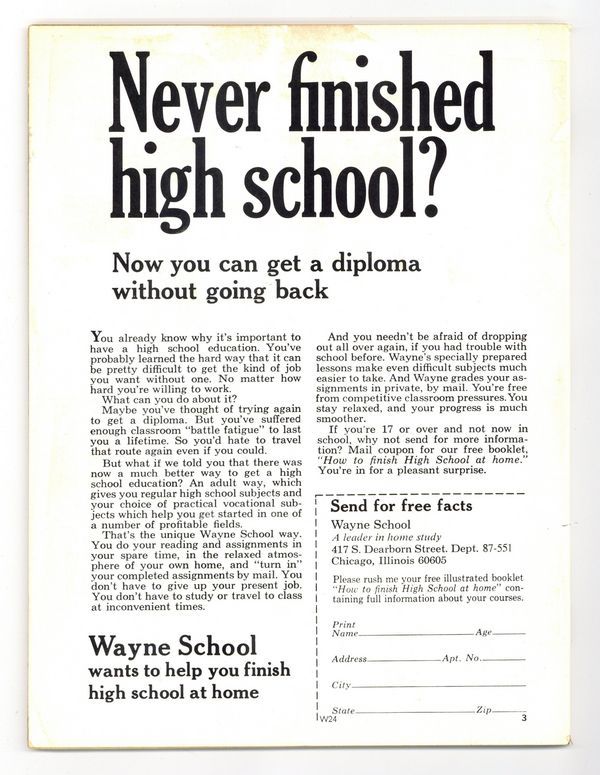 Never finished
high school?
Now you can get a diploma
without going back
You already know why it's important to
have a high school education. You've
probably learned the hard way that it can
be pretty difficult to get the kind of job
you want without one. No matter how
hard you're willing to work.
What can you do about it?
Maybe you've thought of trying again
to get a diploma. But you've suffered
enough classroom "battle fatigue" to last
you a lifetime. So you'd hate to travel
that route again even if you could.
But what if we told you that there was
now a much better way to get a high
school education? An adult way, which
gives you regular high school subjects and
your choice of practical vocational sub-
jects which help you get started in one of
a number of profitable fields.
That's the unique Wayne School way.
You do your reading and assignments in
your spare time, in the relaxed atmos-
phere of your own home, and "turn in"
your completed assignments by mail. You
don't have to give up your present job.
You don't have to study or travel to class
at inconvenient times.
Wayne School
wants to help you finish
high school at home
And you needn't be afraid of dropping
out all over again, if you had trouble with
school before. Wayne's specially prepared
lessons make even difficult subjects much
easier to take. And Wayne grades your as-
signments in private, by mail. You're free
from competitive classroom pressures. You
stay relaxed, and your progress is much
smoother.
If you're 17 or over and not now in
school, why not send for more informa-
tion? Mail coupon for our free booklet,
"How to finish High School at home."
You're in for a pleasant surprise.
Send for free facts
Wayne School
A leader in home study
417 S. Dearborn Street. Dept. 87-551
Chicago, Illinois 60605
Please rush me your free illustrated booklet
"How to finish High School at home" con-
taining full information about your courses.
Print
Name Age
Address Apt. No.
City
State Zip
W24 3